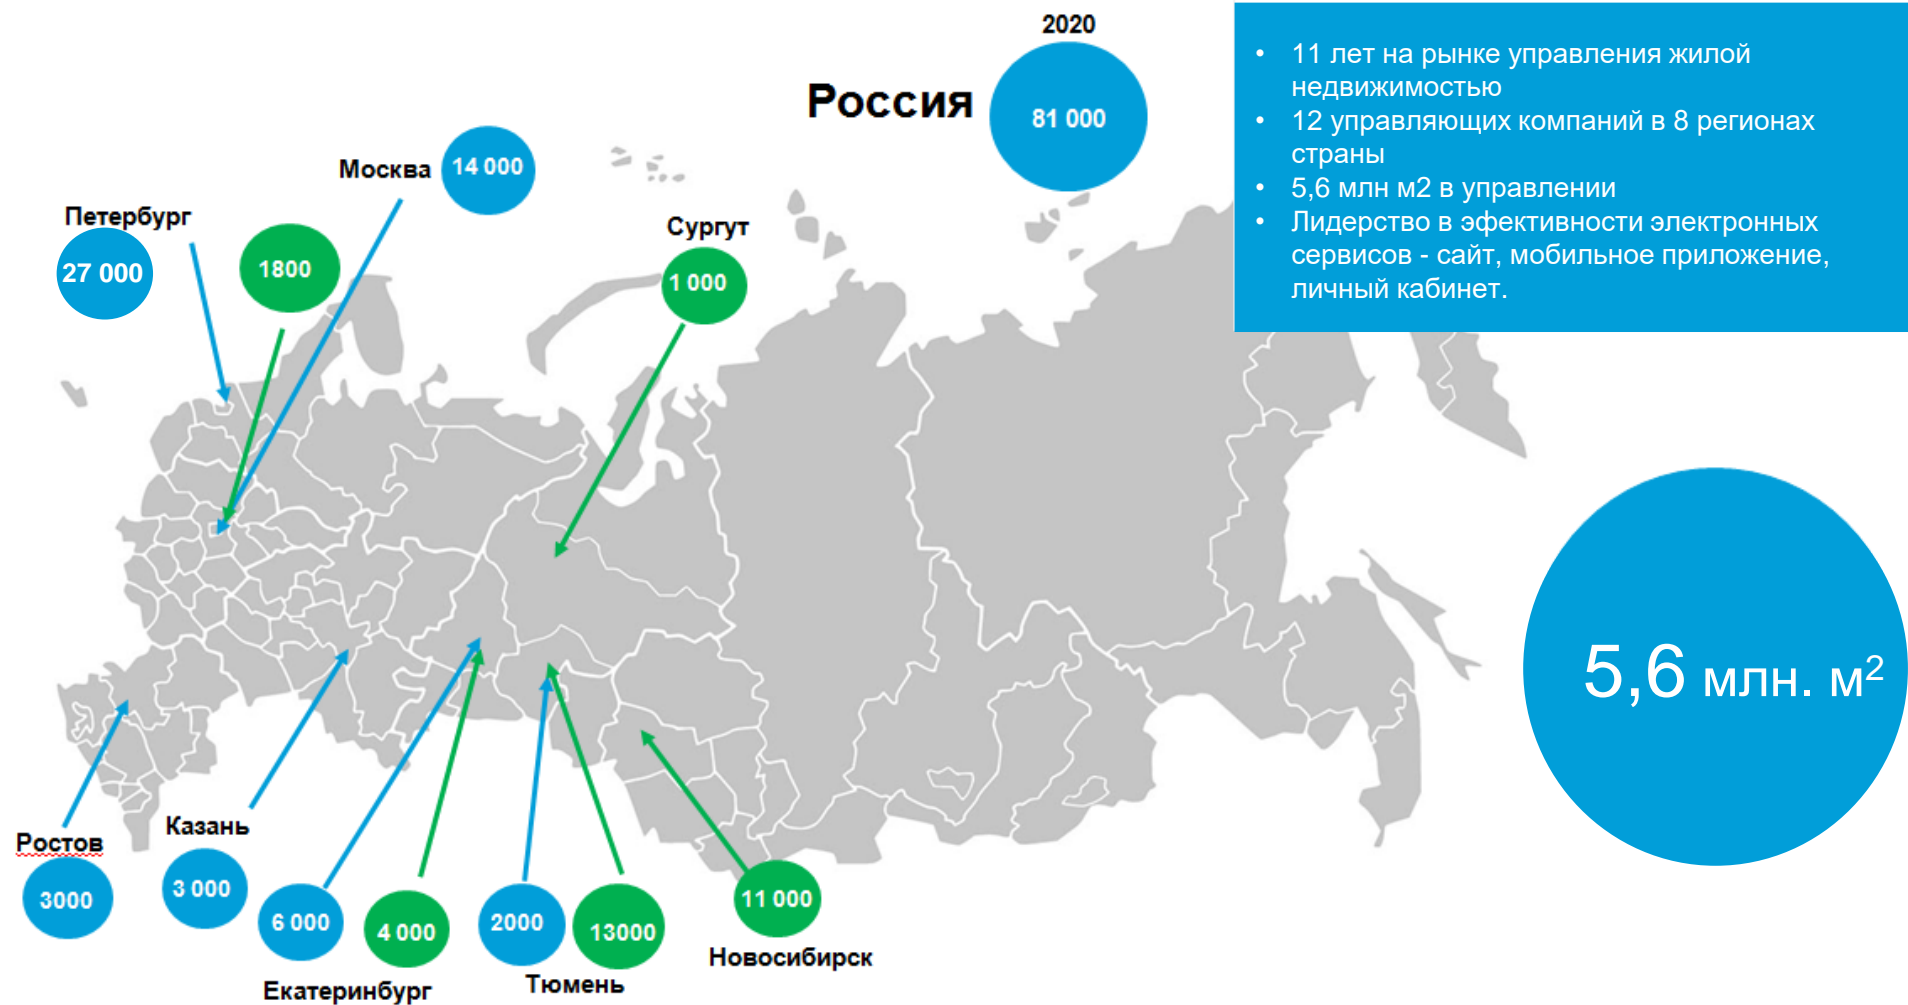 2020
Россия
81 000
• 11 лет на рынке управления жилой
недвижимостью
• 12 управляющих компаний в 8 регионах
страны
• 5,6 млн м2 в управлении
• Лидерство в эфективности электронных
сервисов - сайт, мобильное приложение,
личный кабинет.
Москва
14 000
Петербург
27 000
1800
Сургут
1 000
5,6 млн. м²
Ростов
3000
Казань
3 000
6 000
4 000
Екатеринбург
2000
13000
Тюмень
11 000
Новосибирск